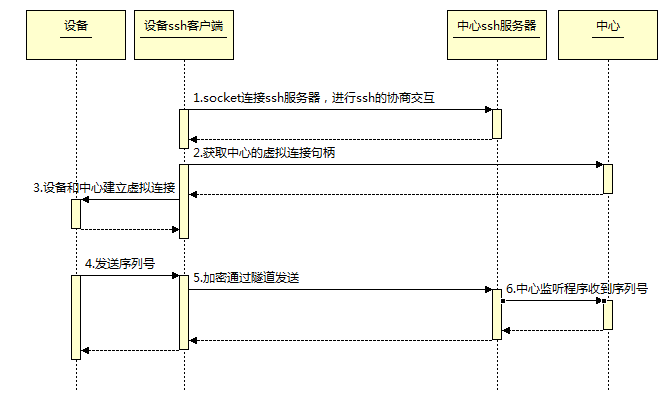 设备
设备ssh客户端
中心ssh服务器
中心
1.socket连接ssh服务器，进行ssh的协商交互
2.获取中心的虚拟连接句柄
3.设备和中心建立虚拟连接
4.发送序列号
5.加密通过隧道发送
6.中心监听程序收到序列号